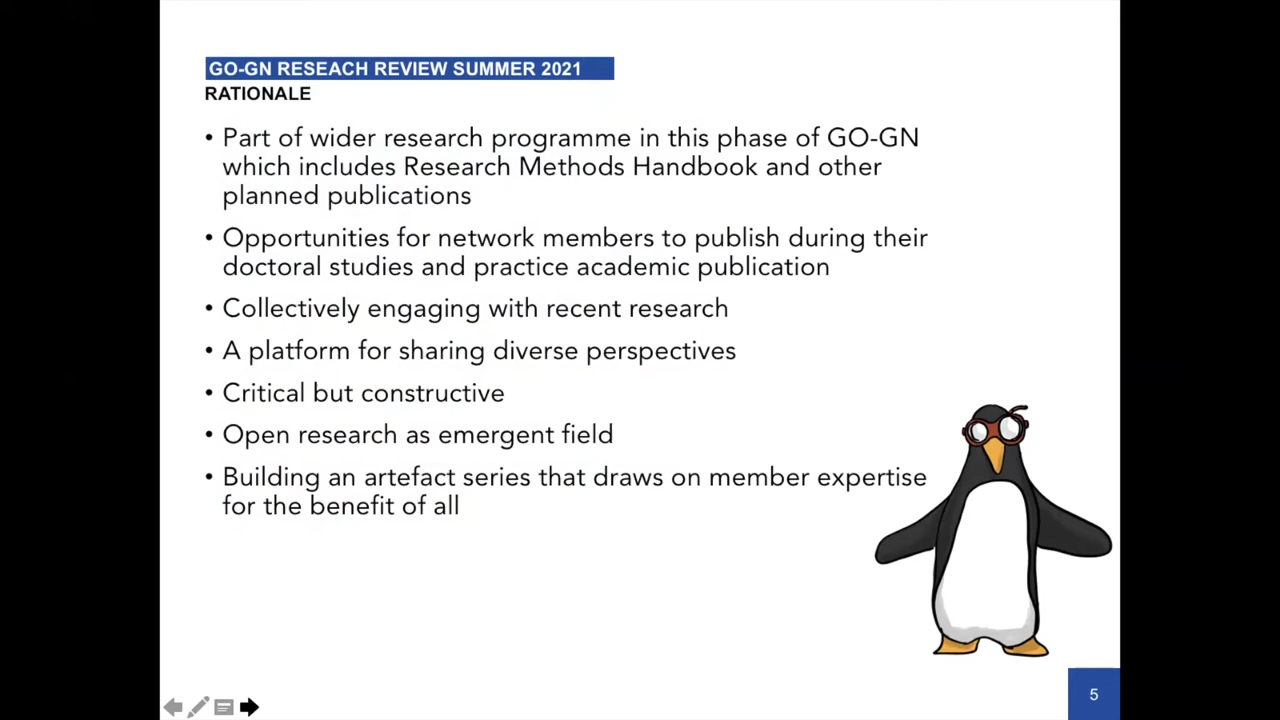 GO-GN RESEACH REVIEW SUMMER 2021
RATIONALE
• Part of wider research programme in this phase of GO-GN
which includes Research Methods Handbook and other
planned publications
• Opportunities for network members to publish during their
doctoral studies and practice academic publication
• Collectively engaging with recent research
• A platform for sharing diverse perspectives
• Critical but constructive
• Open research as emergent field
• Building an artefact series that draws on member expertise
for the benefit of all
5